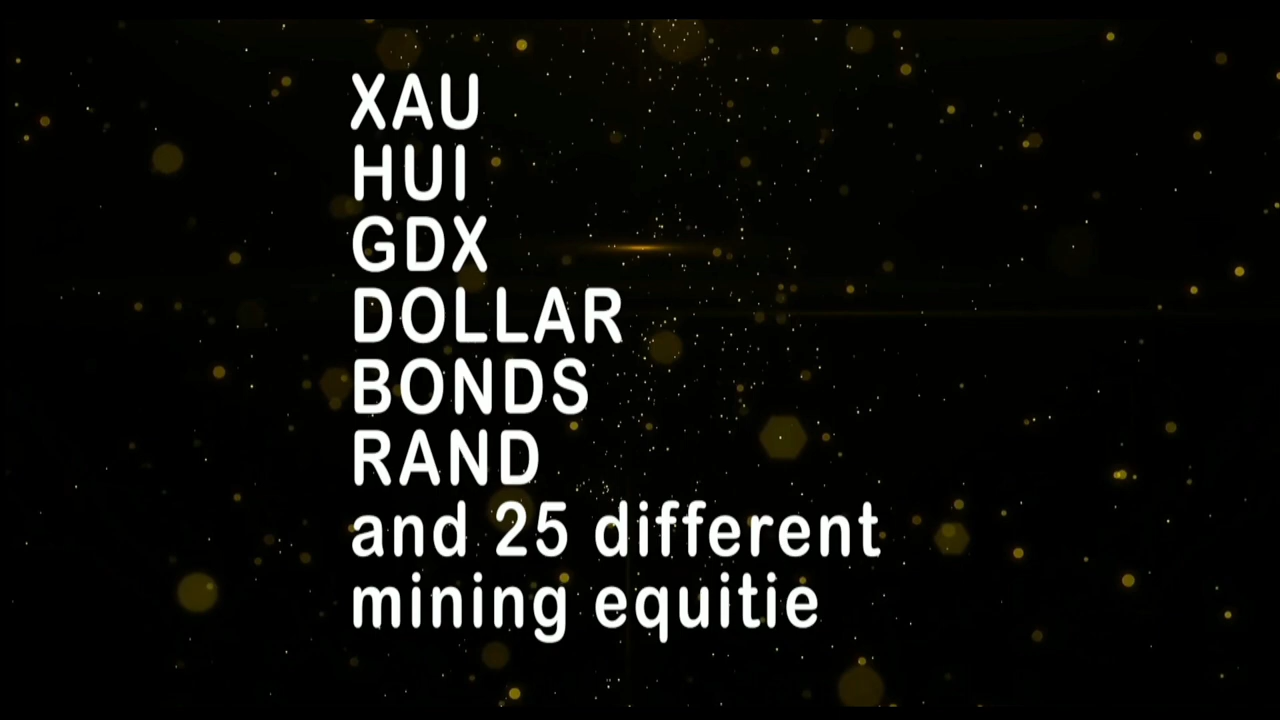 XAU
HUI
GDX
DOLLAR
BONDS
RAND
and 25 different
mining equitie